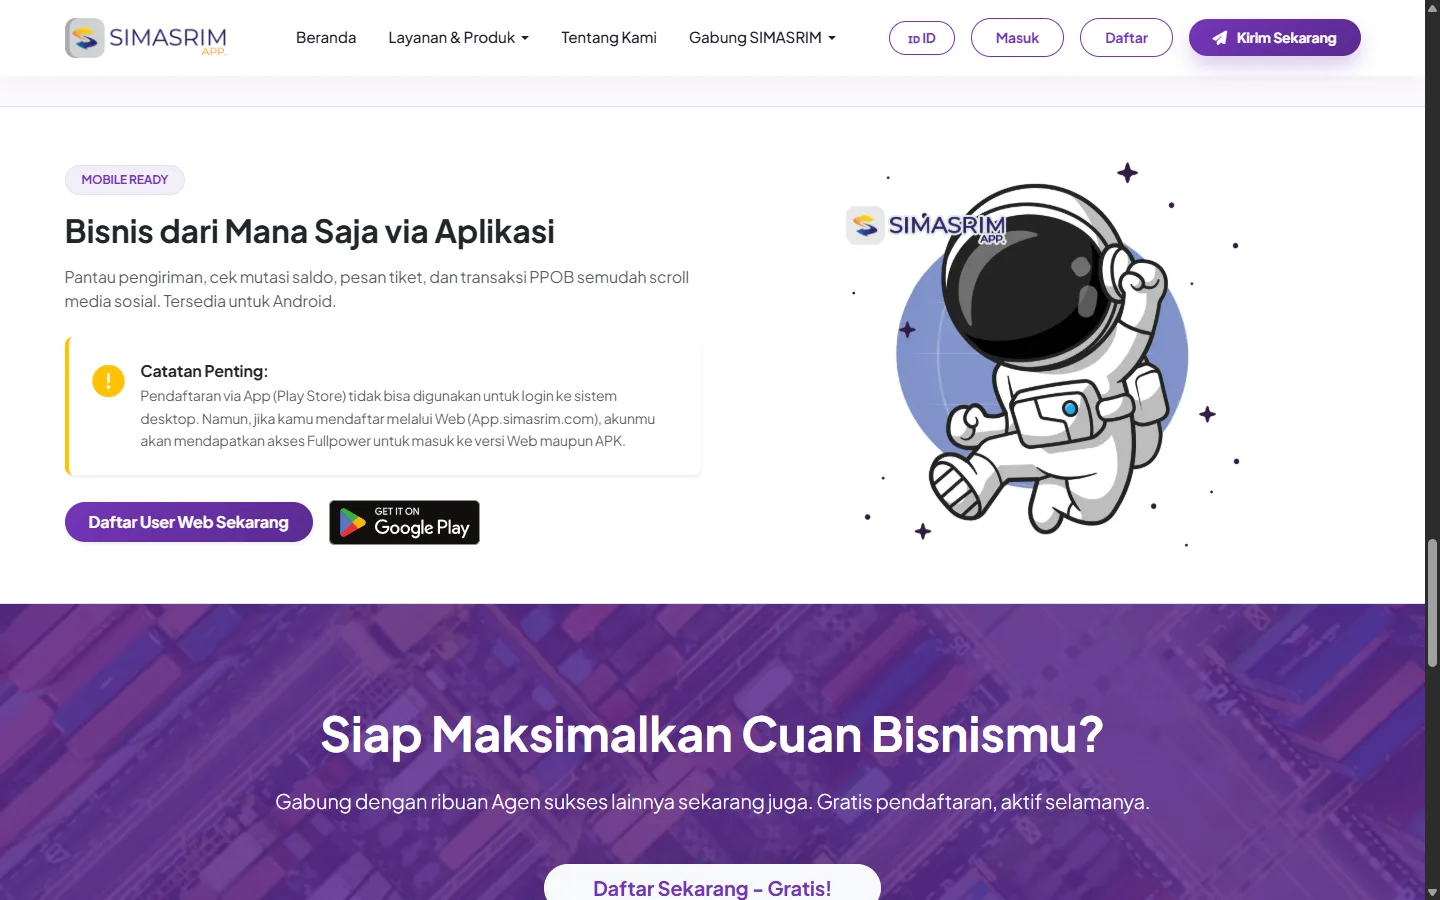 SIMASRIM
APP.
Beranda
Layanan & Produk
Tentang Kami
Gabung SIMASRIM
ID ID
Masuk
Daftar
Kirim Sekarang
MOBILE READY
Bisnis dari Mana Saja via Aplikasi
Pantau pengiriman, cek mutasi saldo, pesan tiket, dan transaksi PPOB semudah scroll
media sosial. Tersedia untuk Android.
Catatan Penting:
Pendaftaran via App (Play Store) tidak bisa digunakan untuk login ke sistem
desktop. Namun, jika kamu mendaftar melalui Web (App.simasrim.com), akunmu
akan mendapatkan akses Fullpower untuk masuk ke versi Web maupun APK.
Daftar User Web Sekarang
GET IT ON
Google Play
SIMASRIM
APP.
Siap Maksimalkan Cuan Bisnismu?
Gabung dengan ribuan Agen sukses lainnya sekarang juga. Gratis pendaftaran, aktif selamanya.
Daftar Sekarang - Gratis!